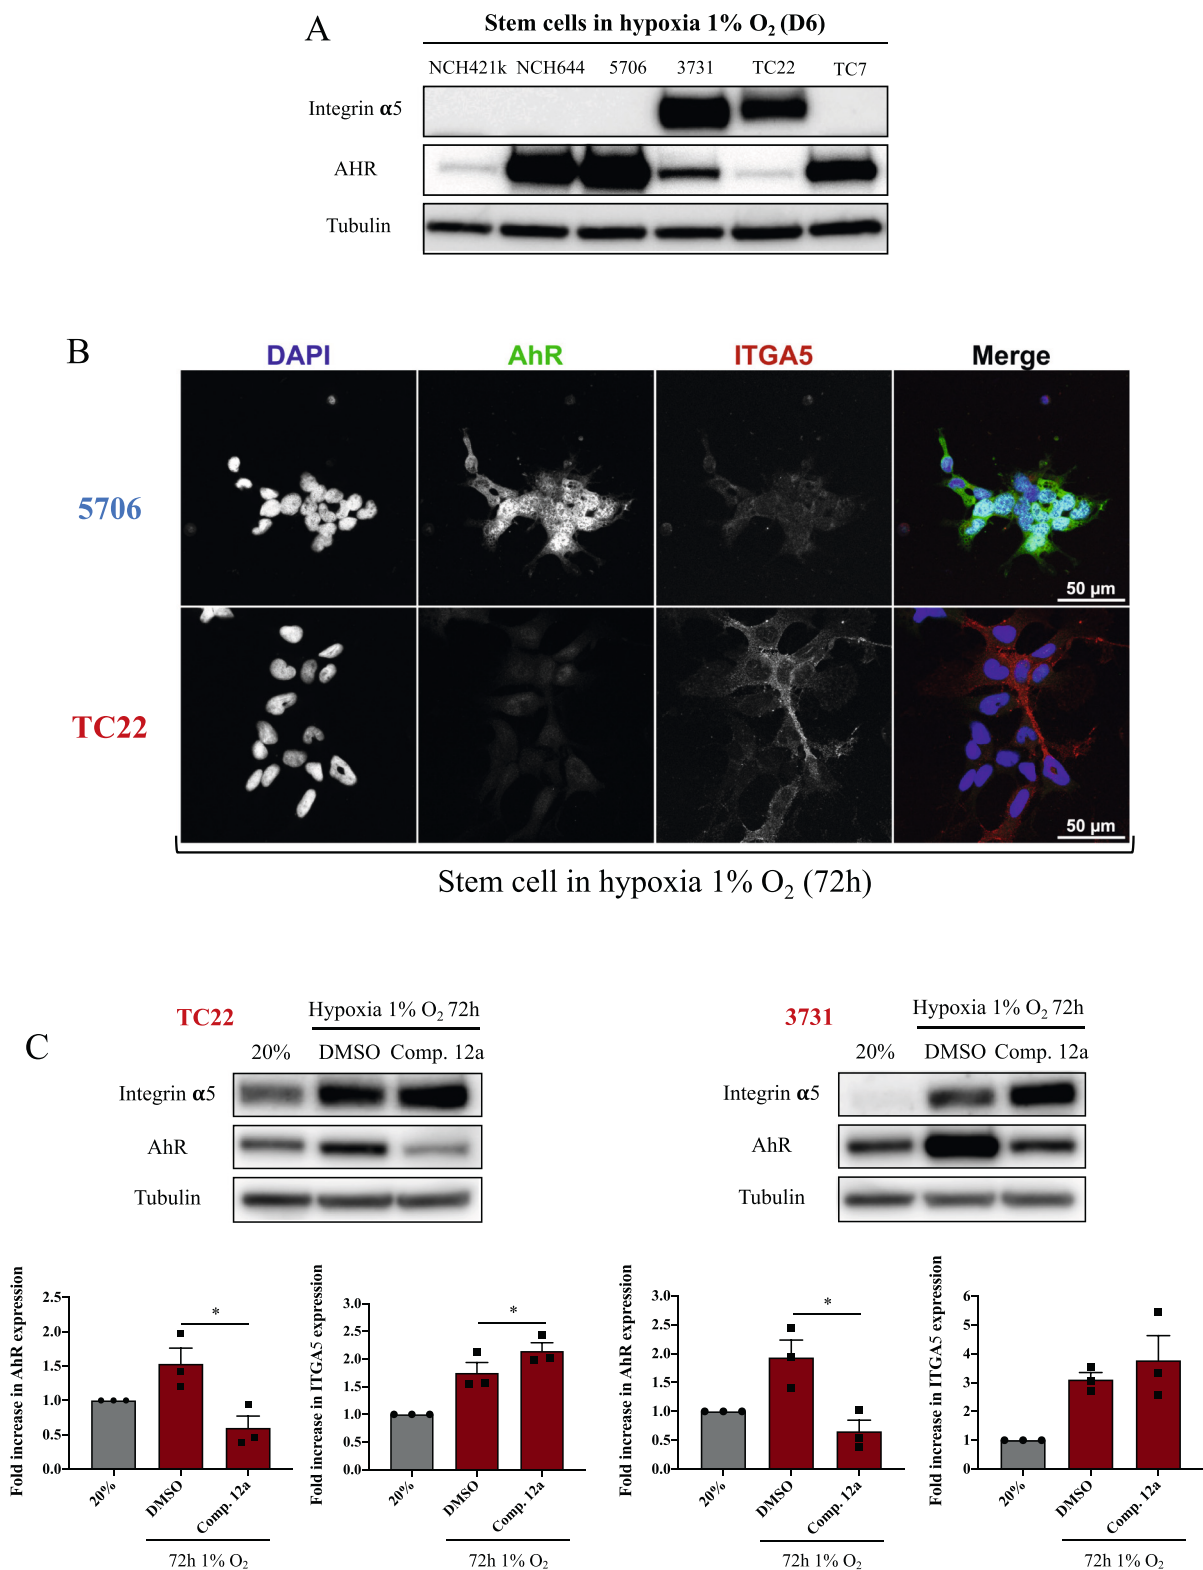 A
Stem cells in hypoxia 1% O₂ (D6)
NCH421k NCH644 5706 3731 TC22 TC7
Integrin α5
AHR
Tubulin
B
DAPI AhR ITGA5 Merge
5706
50 µm
TC22
50 µm
Stem cell in hypoxia 1% O₂ (72h)
C
TC22
Hypoxia 1% O₂ 72h
20% DMSO Comp. 12a
Integrin α5
AhR
Tubulin
3731
Hypoxia 1% O₂ 72h
20% DMSO Comp. 12a
Integrin α5
AhR
Tubulin
Fold increase in AhR expression
2.5
2.0
1.5
1.0
0.5
0.0
*
20% DMSO Comp. 12a
72h 1% O₂
Fold increase in ITGA5 expression
3.0
2.5
2.0
1.5
1.0
0.5
0.0
*
20% DMSO Comp. 12a
72h 1% O₂
Fold increase in AhR expression
3.0
2.5
2.0
1.5
1.0
0.5
0.0
*
20% DMSO Comp. 12a
72h 1% O₂
Fold increase in ITGA5 expression
6
5
4
3
2
1
0
20% DMSO Comp. 12a
72h 1% O₂